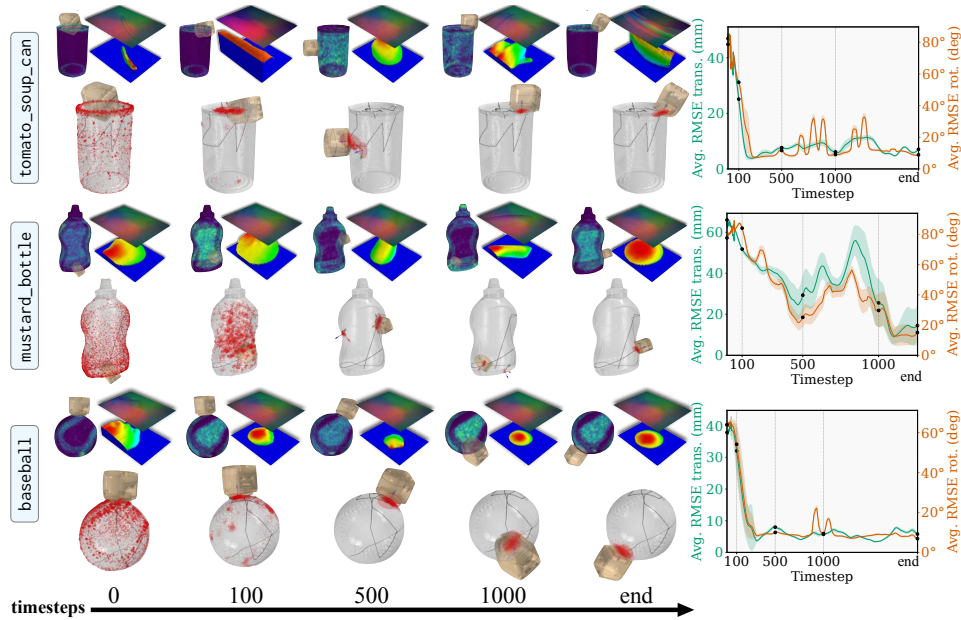 tomato_soup_can
Avg. RMSE trans. (mm)
40
20
0
100
500
1000
end
Timestep
80°
60°
40°
20°
0°
Avg. RMSE rot. (deg)
mustard_bottle
Avg. RMSE trans. (mm)
60
40
20
0
100
500
1000
end
Timestep
80°
60°
40°
20°
0°
Avg. RMSE rot. (deg)
baseball
Avg. RMSE trans. (mm)
40
30
20
10
0
100
500
1000
end
Timestep
60°
40°
20°
0°
Avg. RMSE rot. (deg)
timesteps
0
100
500
1000
end